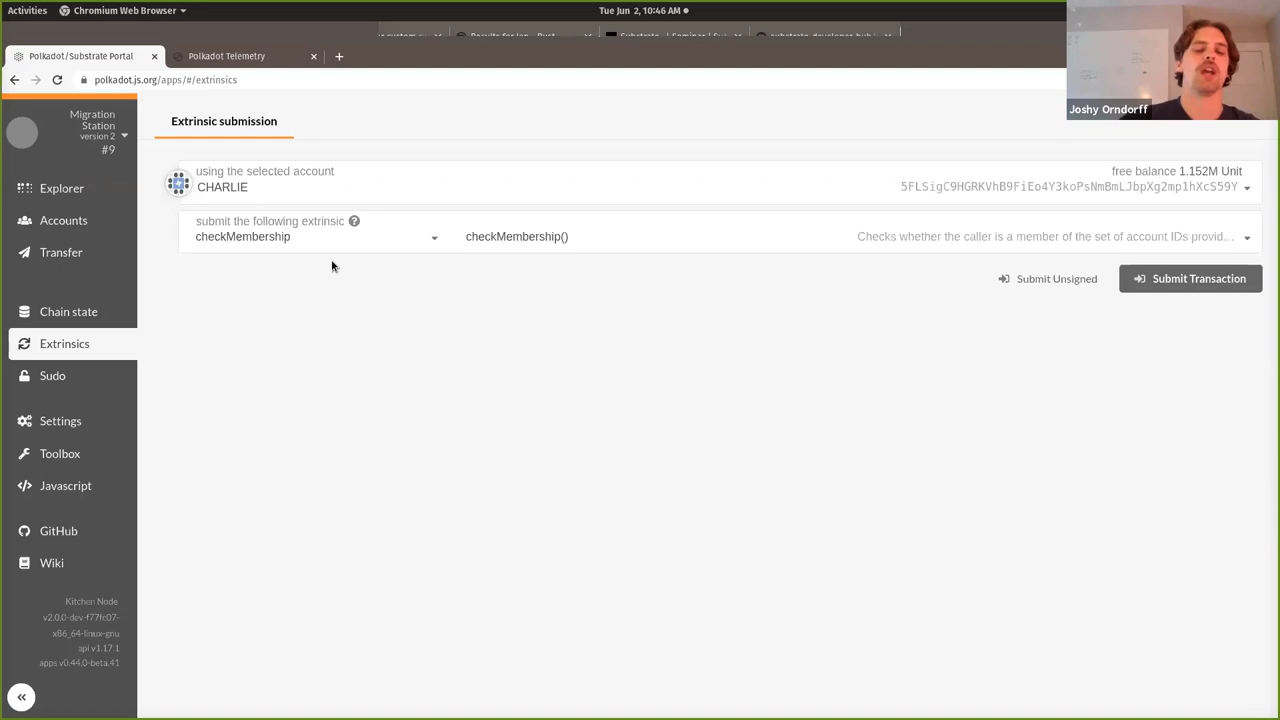 Activities
Chromium Web Browser
Tue Jun 2, 10:46 AM
Polkadot/Substrate Portal
Polkadot Telemetry
polkadot.js.org/apps/#/extrinsics
Joshy Orndorff
Migration
Station
version 2
#9
Extrinsic submission
using the selected account
CHARLIE
free balance 1.152M Unit
5FLSigC9HGRKVhB9FiEo4Y3koPsNmBmLJbpXg2mp1hXcS59Y
submit the following extrinsic
checkMembership
checkMembership()
Checks whether the caller is a member of the set of account IDs provid...
Submit Unsigned
Submit Transaction
Explorer
Accounts
Transfer
Chain state
Extrinsics
Sudo
Settings
Toolbox
Javascript
GitHub
Wiki
Kitchen Node
v2.0.0-dev-f77fc07-
x86_64-linux-gnu
api v1.17.1
apps v0.44.0-beta.41